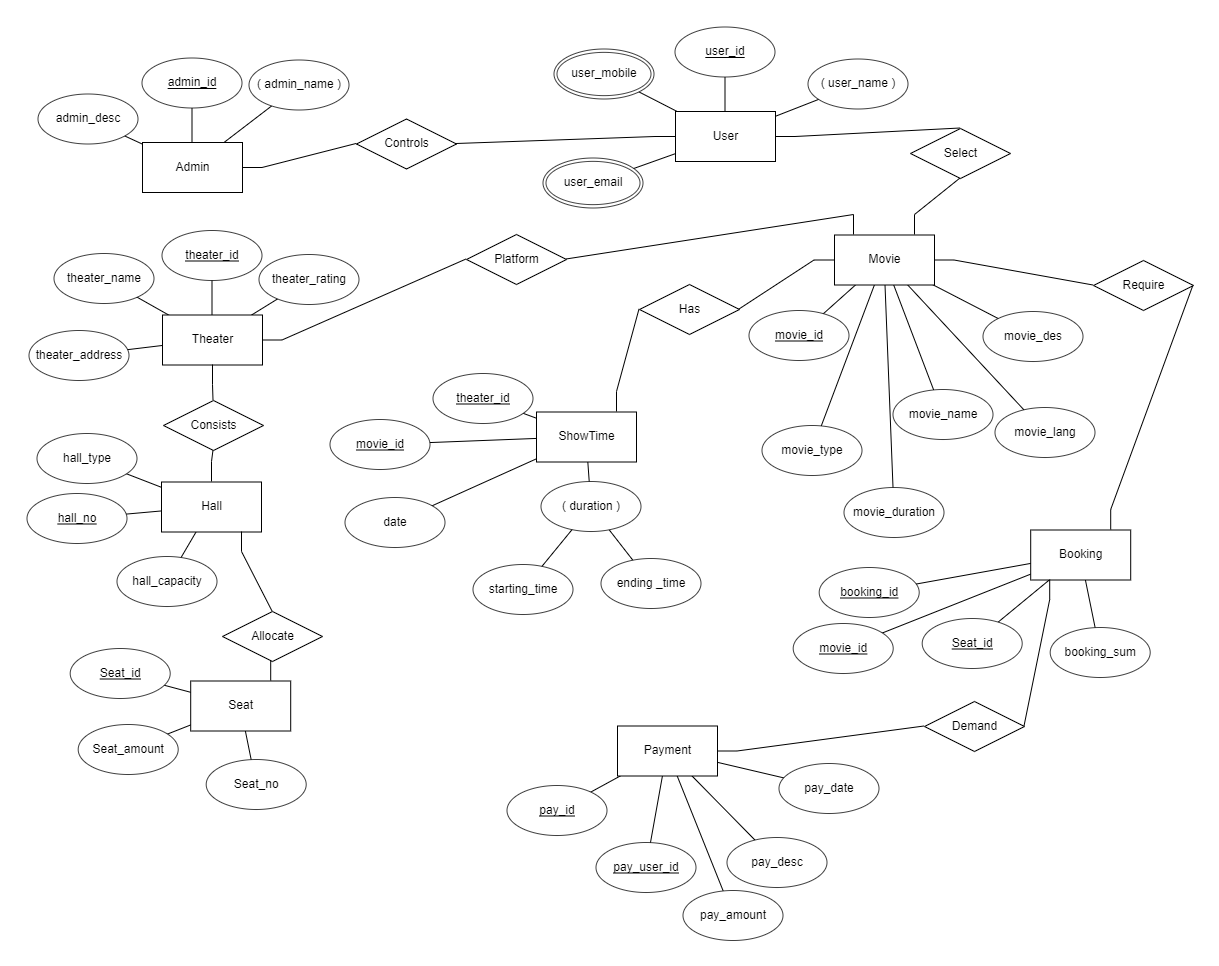 user_id
user_mobile
( user_name )
admin_id
( admin_name )
admin_desc
User
Controls
Select
Admin
user_email
theater_id
Platform
Movie
theater_name
theater_rating
Require
Has
theater_address
Theater
movie_id
movie_des
theater_id
Consists
movie_name
movie_lang
movie_id
ShowTime
movie_type
hall_type
hall_no
Hall
( duration )
date
movie_duration
Booking
hall_capacity
starting_time
ending _time
booking_id
Allocate
movie_id
Seat_id
booking_sum
Seat_id
Seat
Demand
Seat_amount
Payment
Seat_no
pay_date
pay_id
pay_user_id
pay_desc
pay_amount